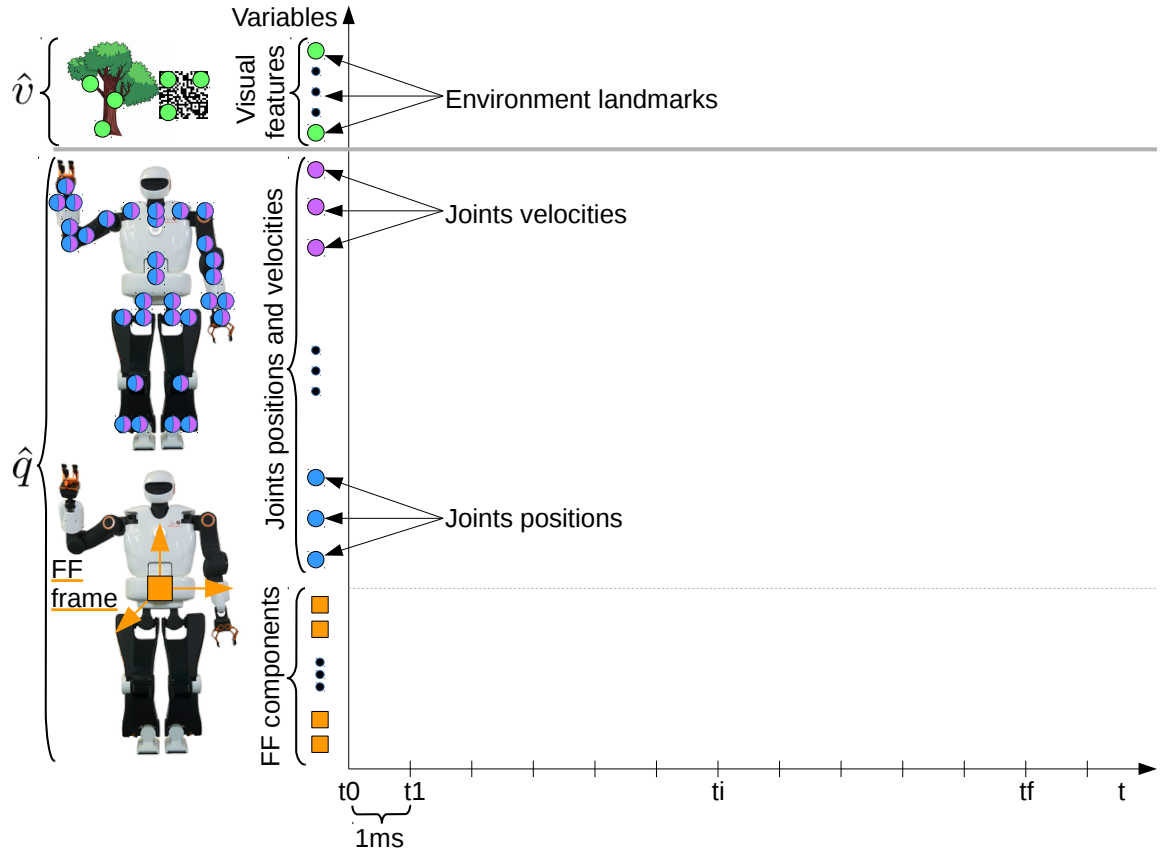 Variables
v̂
Visual
features
Environment landmarks
Joints velocities
Joints positions and velocities
q̂
Joints positions
FF
frame
FF components
t0
t1
ti
tf
t
1ms